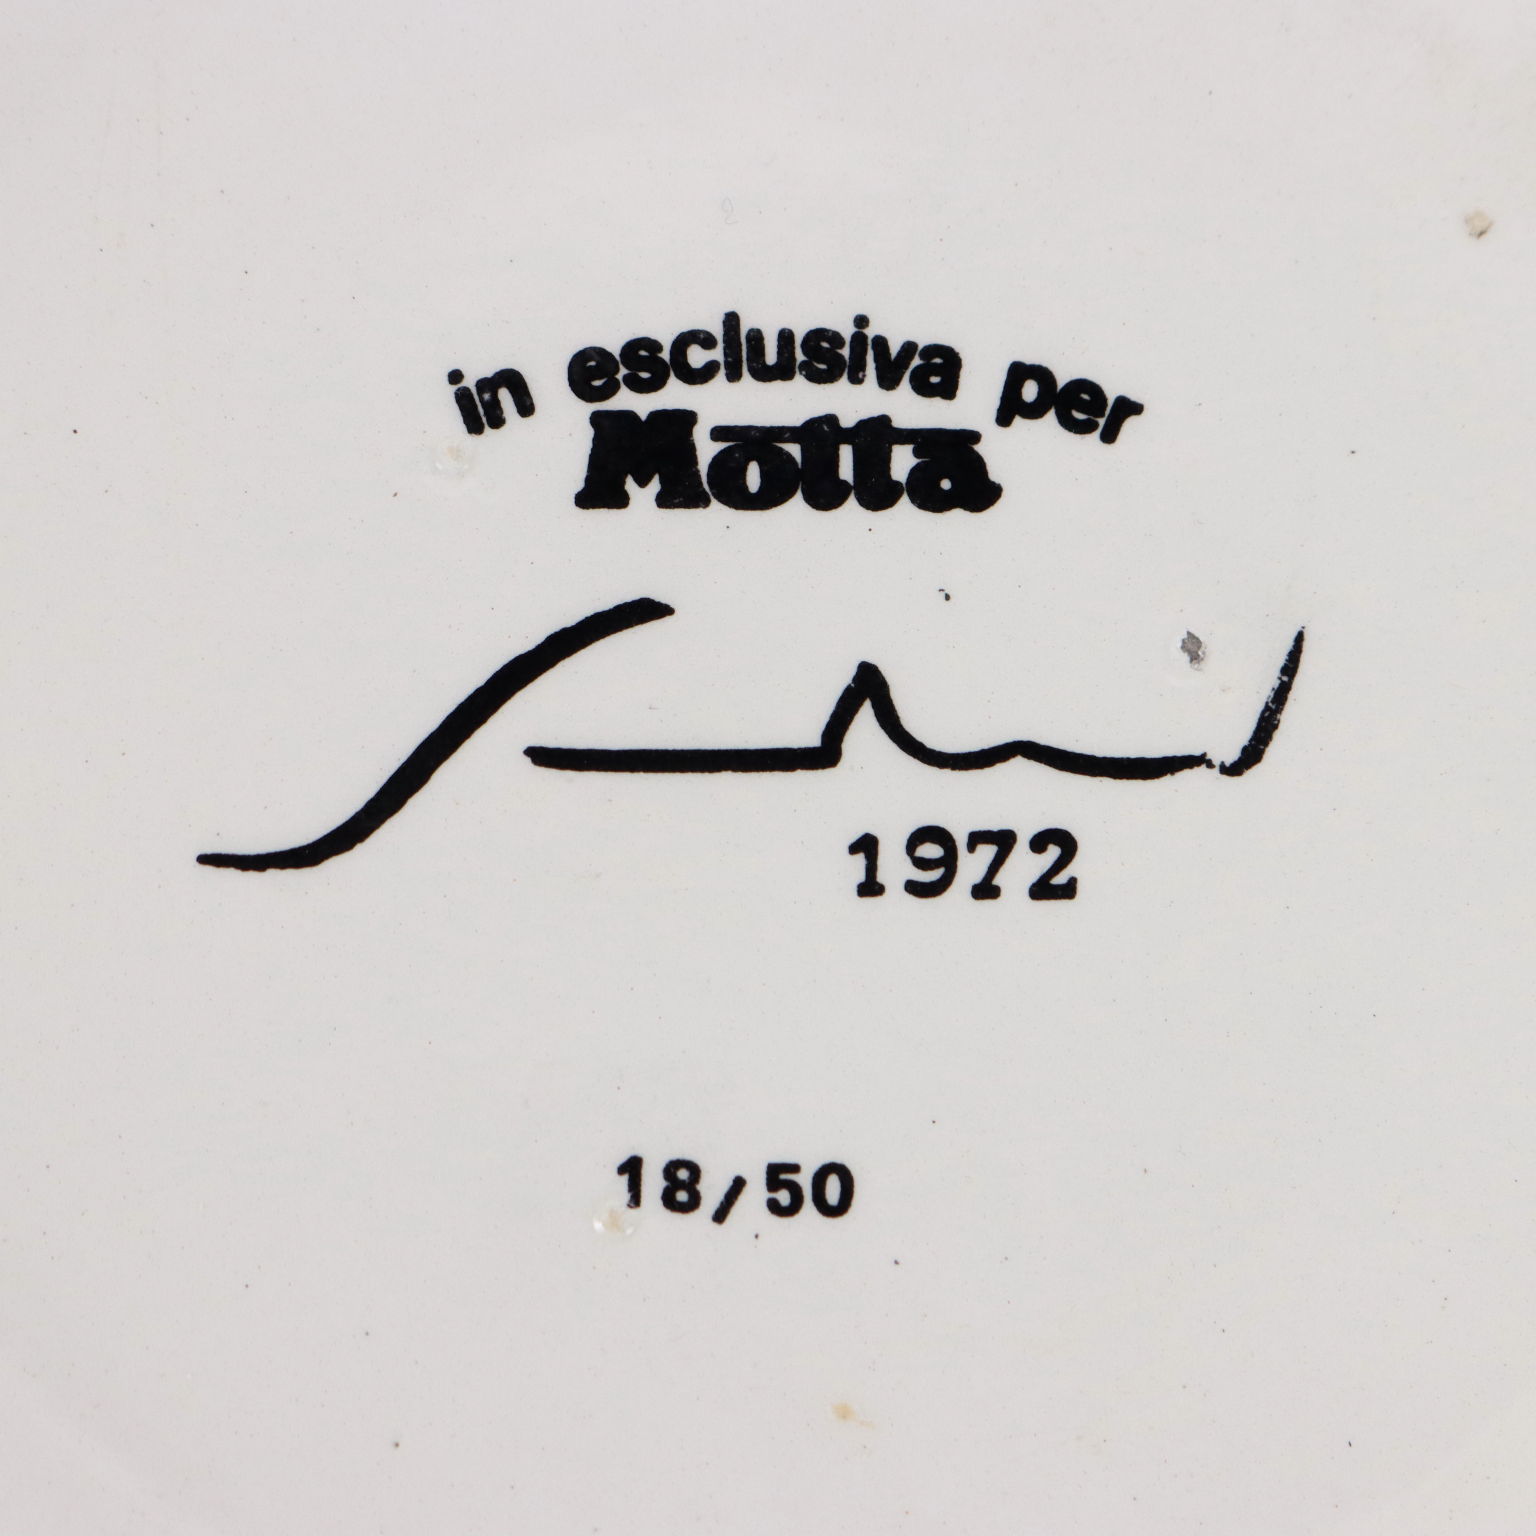 in esclusiva per
Motta
1972
18/50